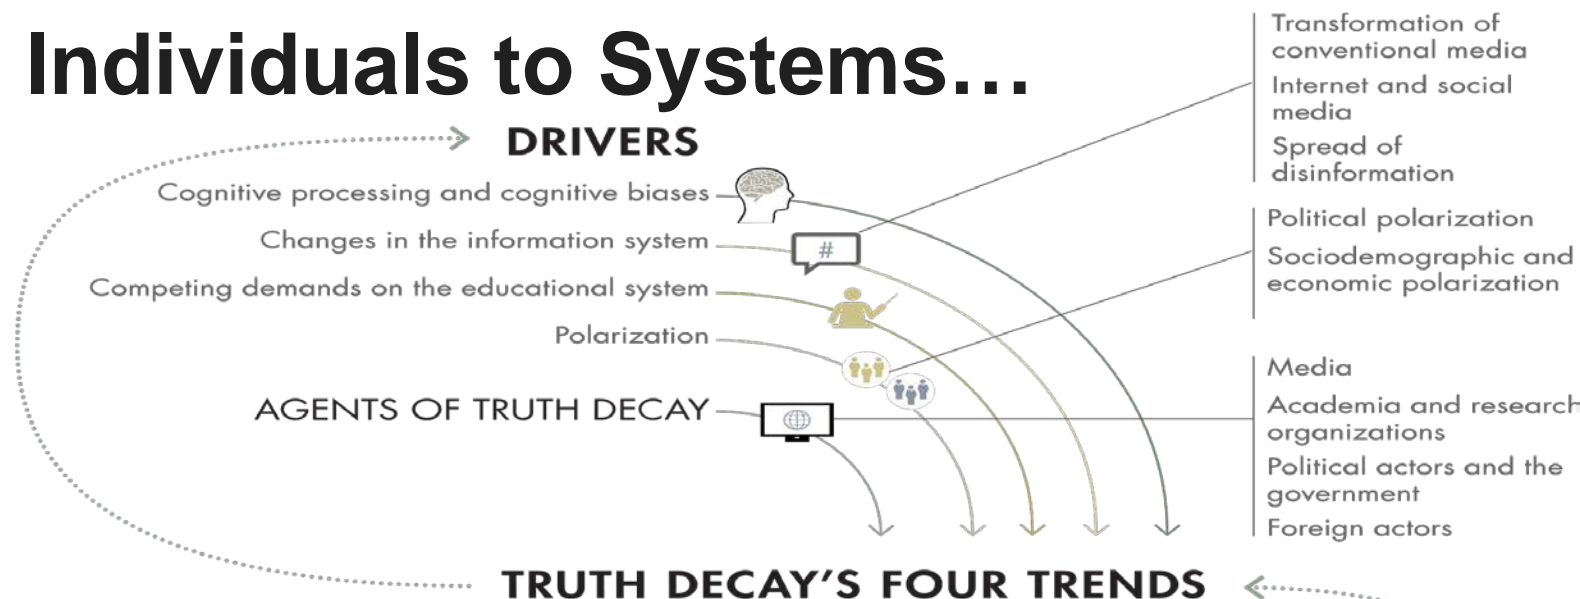 Individuals to Systems…
DRIVERS
Cognitive processing and cognitive biases
Changes in the information system
#
Competing demands on the educational system
Polarization
AGENTS OF TRUTH DECAY
Transformation of
conventional media
Internet and social
media
Spread of
disinformation
Political polarization
Sociodemographic and
economic polarization
Media
Academia and research
organizations
Political actors and the
government
Foreign actors
TRUTH DECAY'S FOUR TRENDS